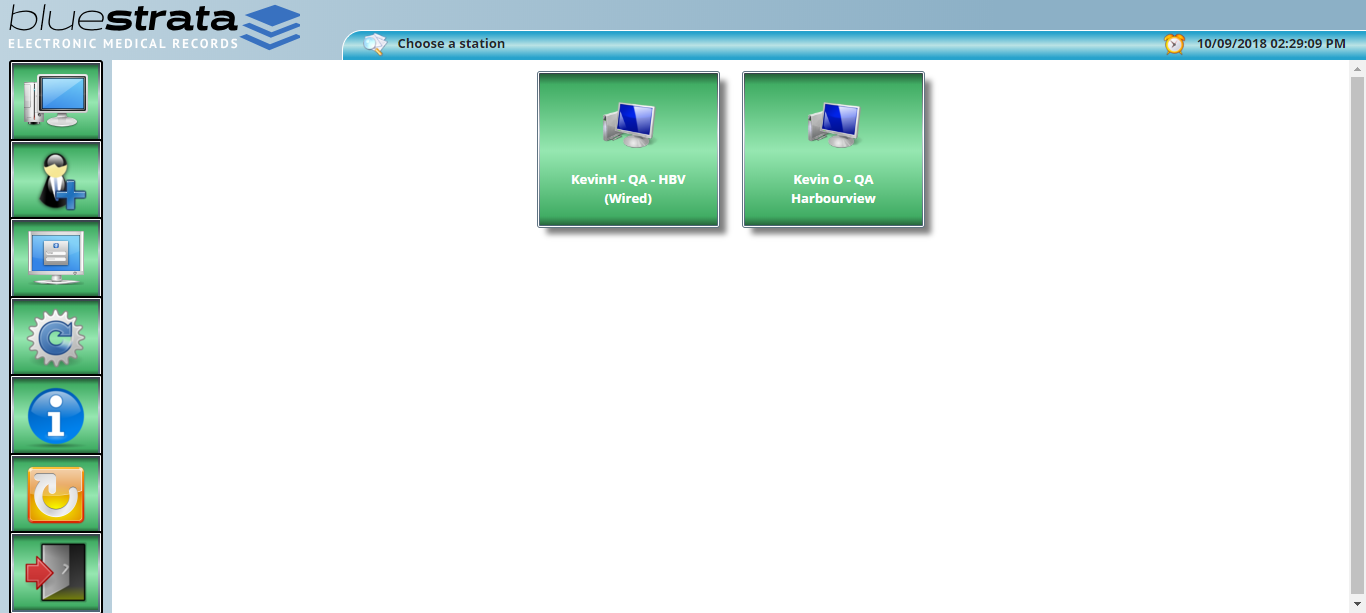 bluestrata
ELECTRONIC MEDICAL RECORDS
Choose a station
10/09/2018 02:29:09 PM
KevinH - QA - HBV
(Wired)
Kevin O - QA
Harbourview